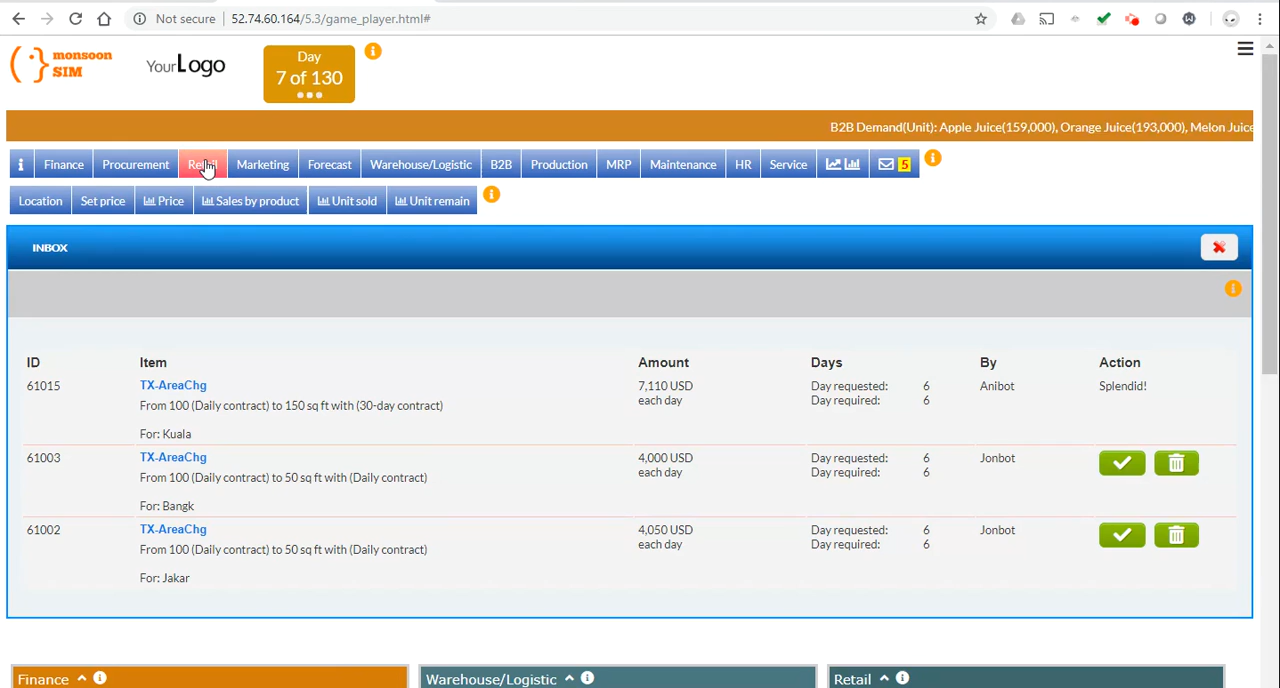 Not secure | 52.74.60.164/5.3/game_player.html#
monsoon
SIM
YourLogo
Day
7 of 130
B2B Demand(Unit): Apple Juice(159,000), Orange Juice(193,000), Melon Juice
Finance Procurement Retail Marketing Forecast Warehouse/Logistic B2B Production MRP Maintenance HR Service 5
Location Set price Price Sales by product Unit sold Unit remain
INBOX
ID Item Amount Days By Action
61015 TX-AreaChg 7,110 USD Day requested: 6 Anibot Splendid!
each day Day required: 6
From 100 (Daily contract) to 150 sq ft with (30-day contract)
For: Kuala
61003 TX-AreaChg 4,000 USD Day requested: 6 Jonbot
each day Day required: 6
From 100 (Daily contract) to 50 sq ft with (Daily contract)
For: Bangk
61002 TX-AreaChg 4,050 USD Day requested: 6 Jonbot
each day Day required: 6
From 100 (Daily contract) to 50 sq ft with (Daily contract)
For: Jakar
Finance Warehouse/Logistic Retail